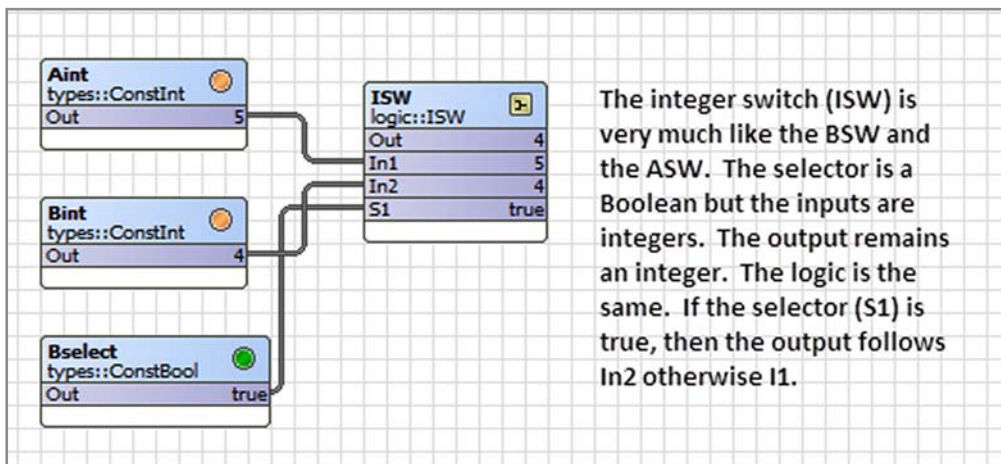 Aint
types::ConstInt
Out 5
Bint
types::ConstInt
Out 4
Bselect
types::ConstBool
Out true
ISW
logic::ISW
Out 4
In1 5
In2 4
S1 true
The integer switch (ISW) is
very much like the BSW and
the ASW. The selector is a
Boolean but the inputs are
integers. The output remains
an integer. The logic is the
same. If the selector (S1) is
true, then the output follows
In2 otherwise I1.